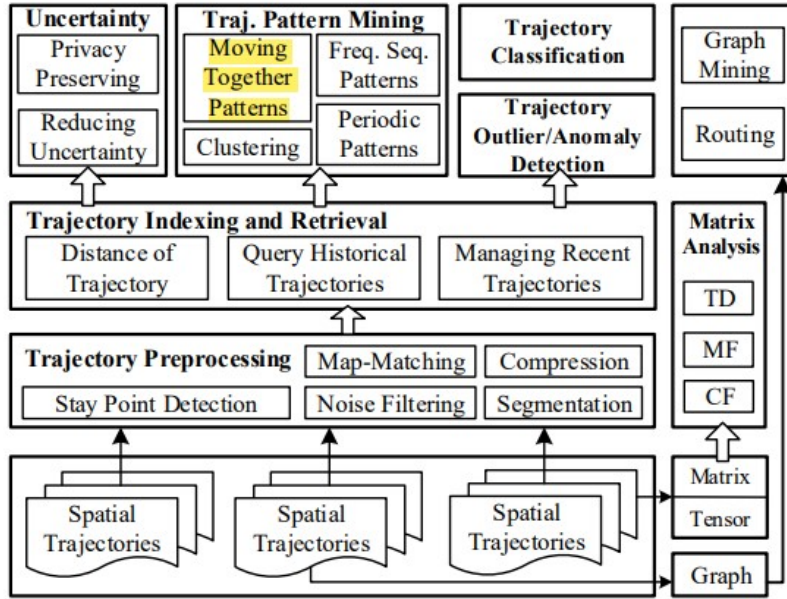 Uncertainty
Privacy
Preserving
Reducing
Uncertainty
Traj. Pattern Mining
Moving
Together
Patterns
Clustering
Freq. Seq.
Patterns
Periodic
Patterns
Trajectory
Classification
Trajectory
Outlier/Anomaly
Detection
Graph
Mining
Routing
Trajectory Indexing and Retrieval
Distance of
Trajectory
Query Historical
Trajectories
Managing Recent
Trajectories
Matrix
Analysis
TD
MF
CF
Trajectory Preprocessing
Map-Matching
Compression
Stay Point Detection
Noise Filtering
Segmentation
Spatial
Trajectories
Spatial
Trajectories
Spatial
Trajectories
Matrix
Tensor
Graph